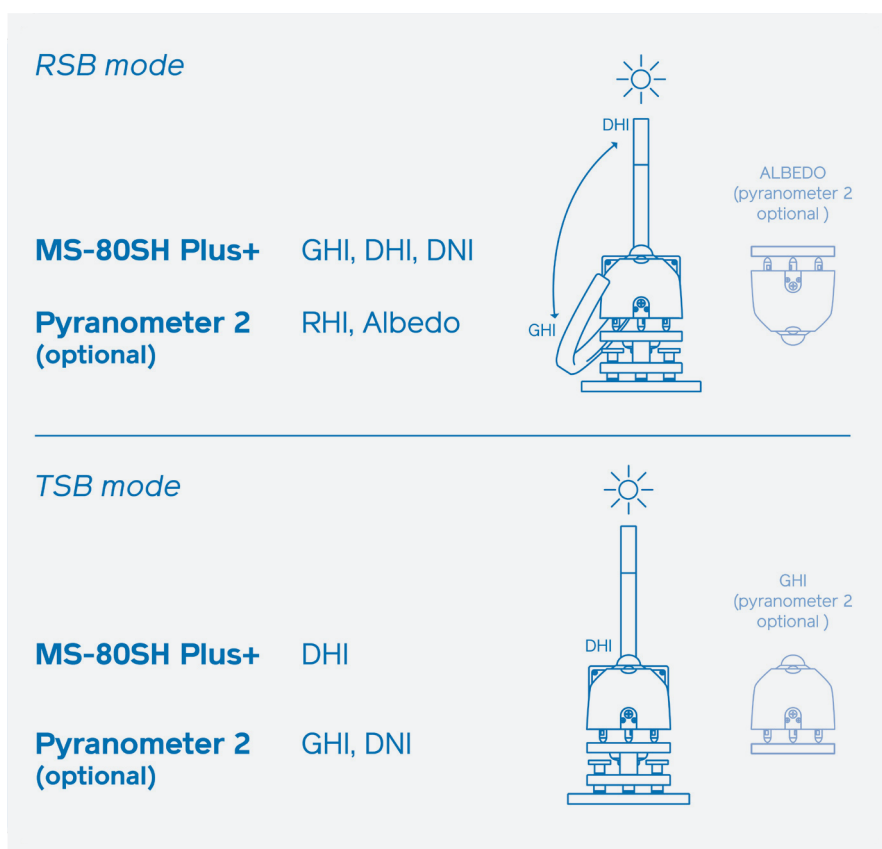 RSB mode
DHI
ALBEDO
(pyranometer 2
optional )
MS-80SH Plus+ GHI, DHI, DNI
Pyranometer 2 RHI, Albedo
(optional)
GHI
TSB mode
GHI
(pyranometer 2
optional )
DHI
MS-80SH Plus+ DHI
Pyranometer 2 GHI, DNI
(optional)